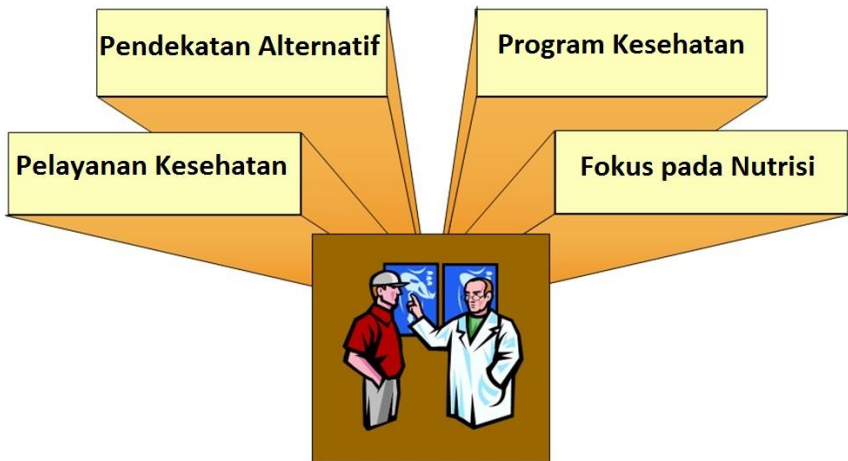 Pendekatan Alternatif
Program Kesehatan
Pelayanan Kesehatan
Fokus pada Nutrisi